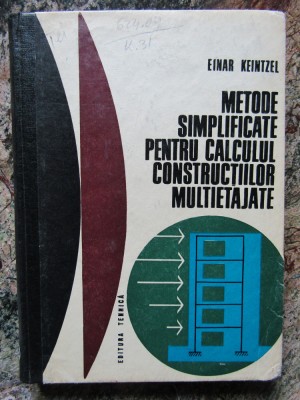 EINAR KEINTZEL
METODE
SIMPLIFICATE
PENTRU CALCULUL
CONSTRUCȚIILOR
MULTIETAJATE
EDITURA TEHNICĂ